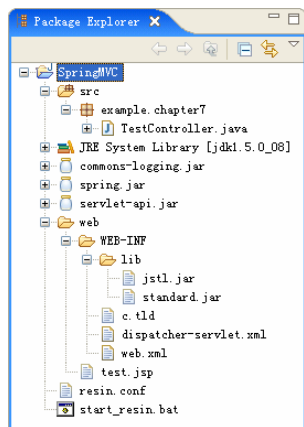 Package Explorer
SpringMVC
src
example.chapter7
TestController.java
JRE System Library [jdk1.5.0_08]
commons-logging.jar
spring.jar
servlet-api.jar
web
WEB-INF
lib
jstl.jar
standard.jar
c.tld
dispatcher-servlet.xml
web.xml
test.jsp
resin.conf
start_resin.bat